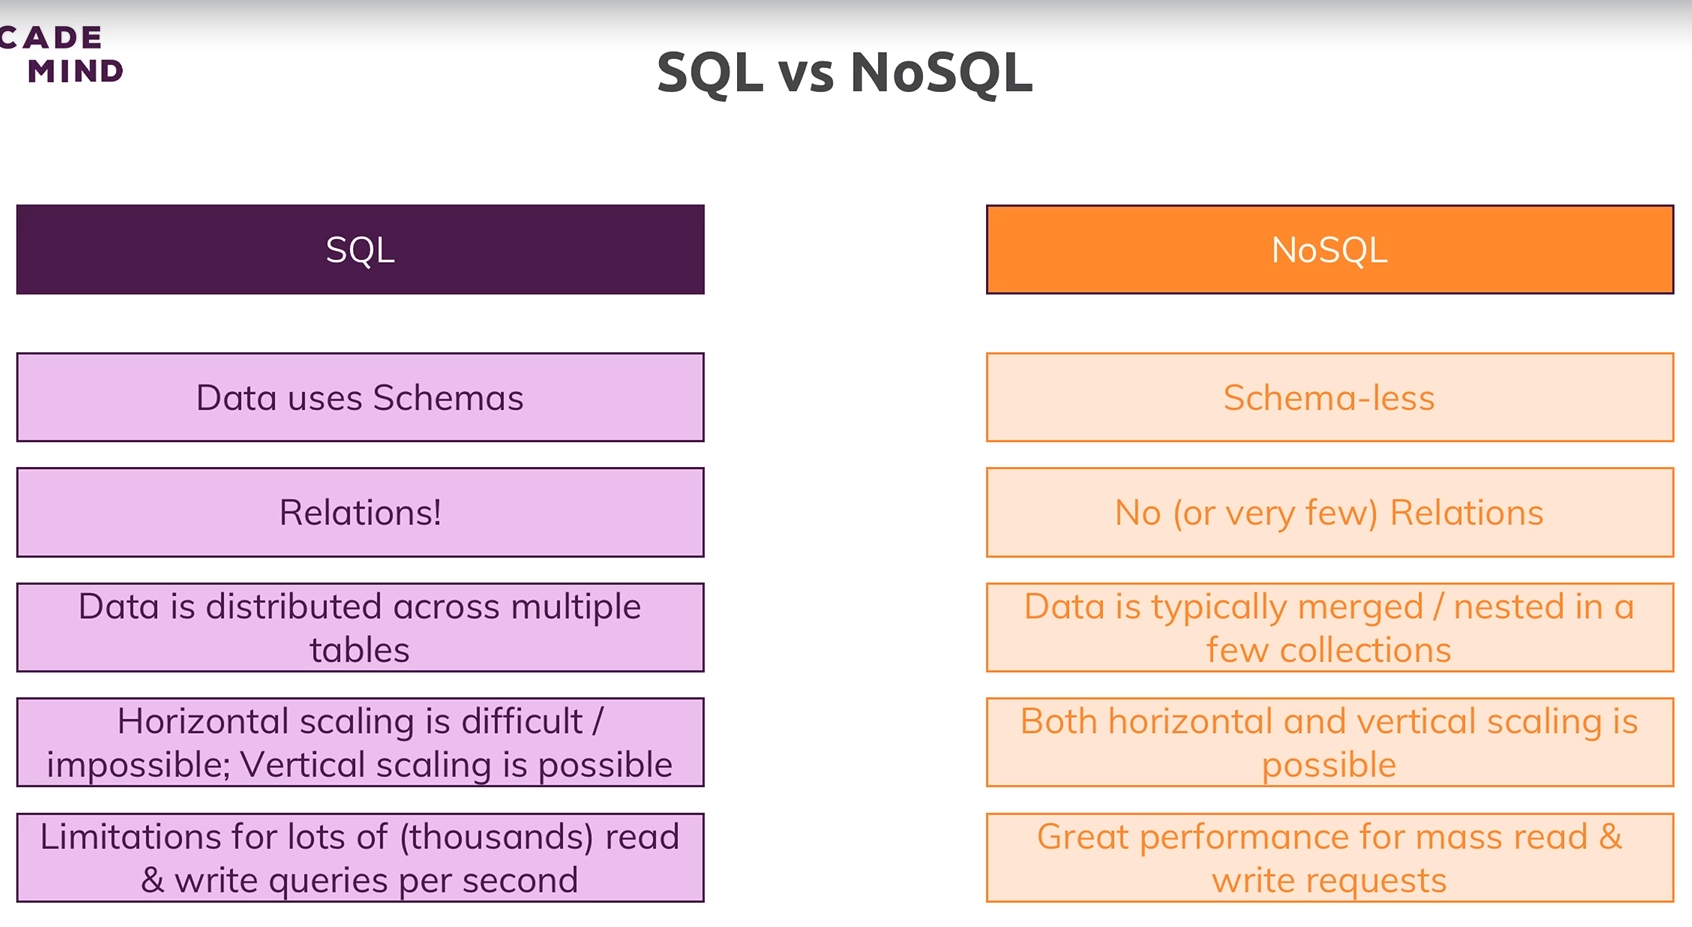 CADE
MIND
SQL vs NoSQL
SQL
NoSQL
Data uses Schemas
Schema-less
Relations!
No (or very few) Relations
Data is distributed across multiple
tables
Data is typically merged / nested in a
few collections
Horizontal scaling is difficult /
impossible; Vertical scaling is possible
Both horizontal and vertical scaling is
possible
Limitations for lots of (thousands) read
& write queries per second
Great performance for mass read &
write requests